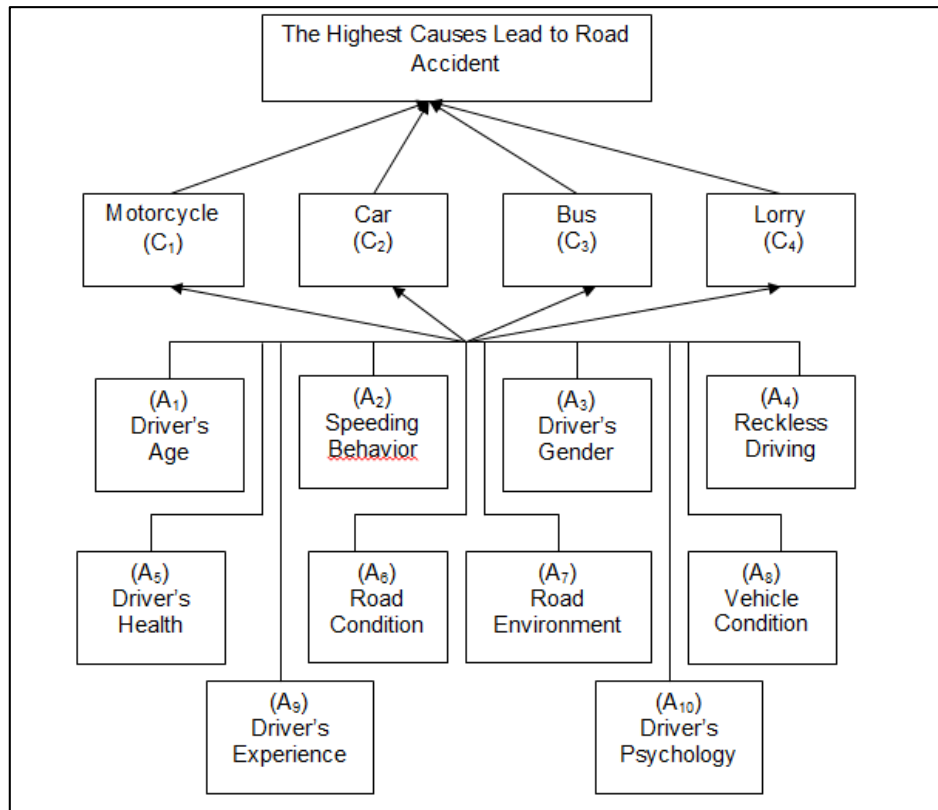 The Highest Causes Lead to Road
Accident
Motorcycle
(C₁)
Car
(C₂)
Bus
(C₃)
Lorry
(C₄)
(A₁)
Driver's
Age
(A₂)
Speeding
Behavior
(A₃)
Driver's
Gender
(A₄)
Reckless
Driving
(A₅)
Driver's
Health
(A₆)
Road
Condition
(A₇)
Road
Environment
(A₈)
Vehicle
Condition
(A₉)
Driver's
Experience
(A₁₀)
Driver's
Psychology